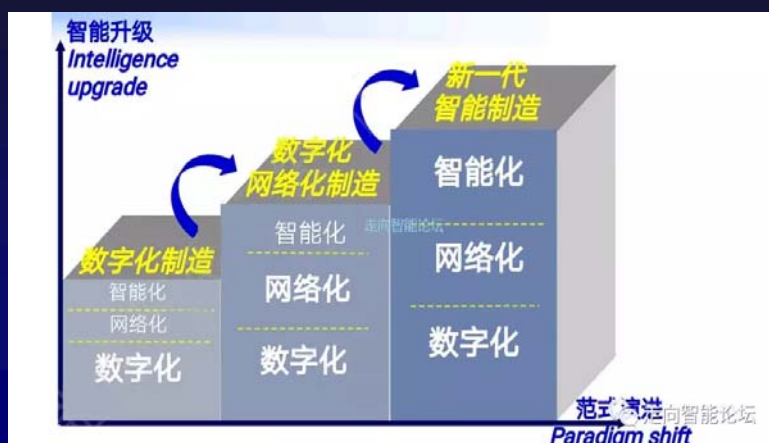 智能升级
Intelligence
upgrade
新一代
智能制造
数字化
网络化制造
数字化制造
智能化
网络化
数字化
智能化
网络化
数字化
智能化
网络化
数字化
走向智能论坛
范式演进
Paradigm shift
走向智能论坛